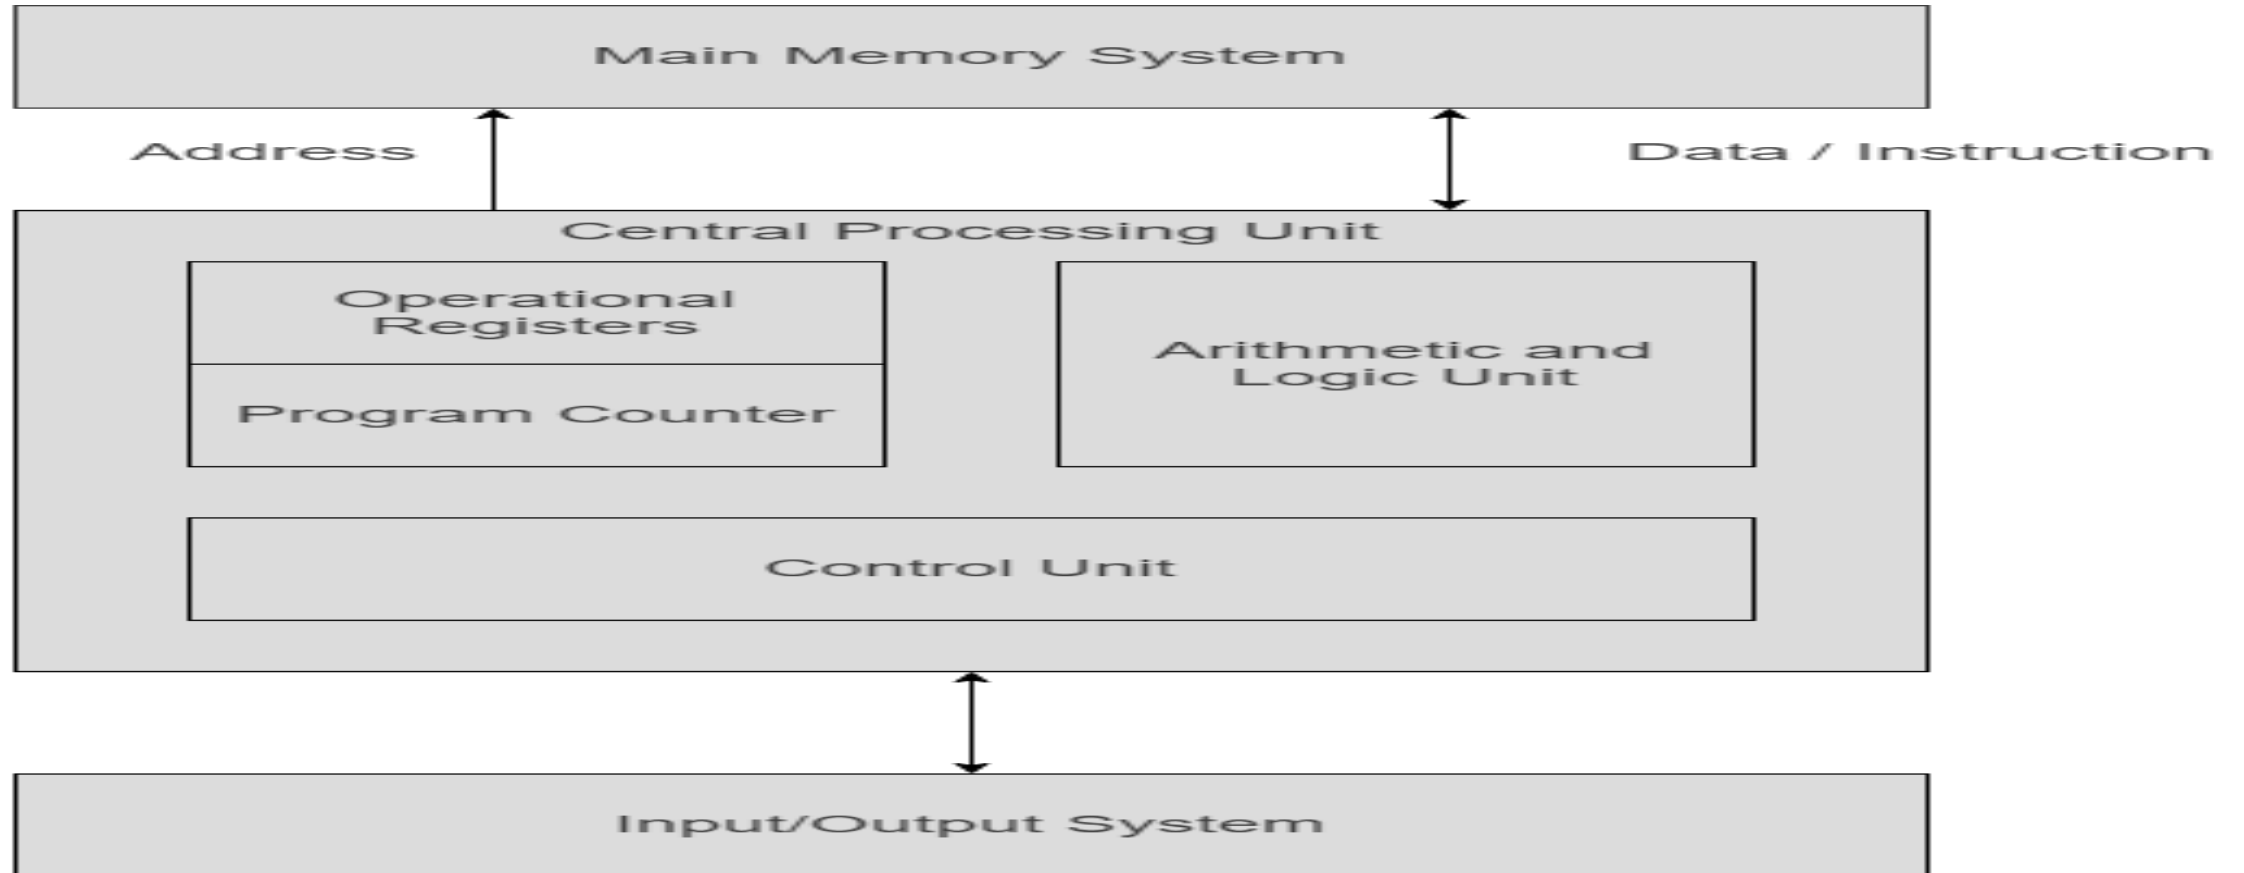 Main Memory System
Address
Data / Instruction
Central Processing Unit
Operational
Registers
Arithmetic and
Logic Unit
Program Counter
Control Unit
Input/Output System